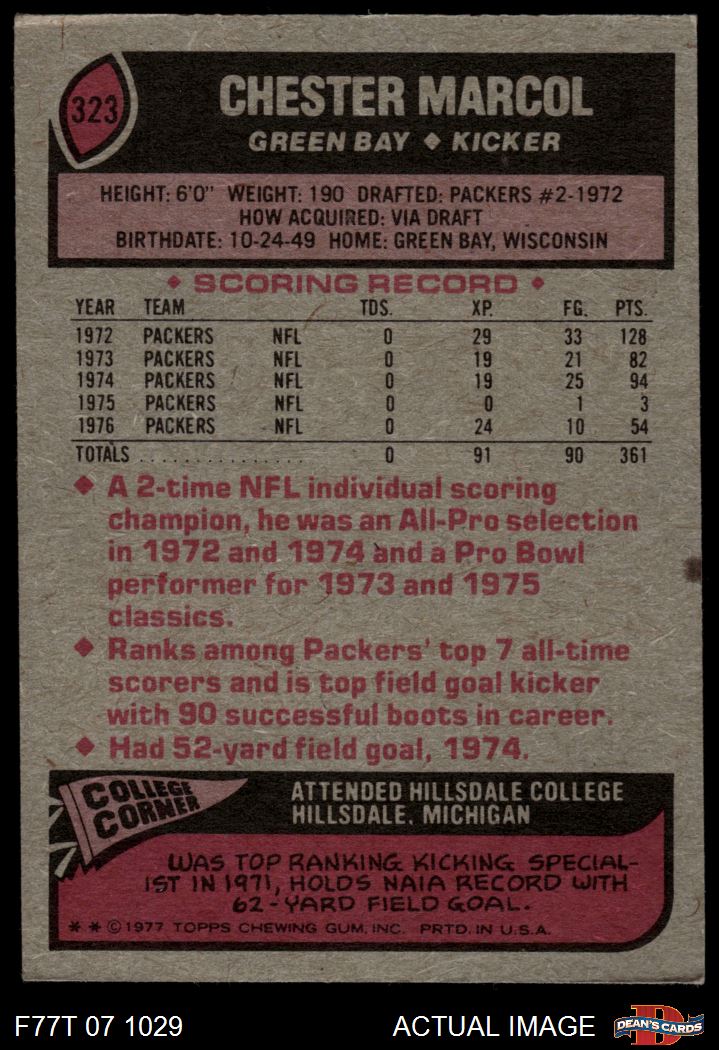 323
CHESTER MARCOL
GREEN BAY ◆ KICKER
HEIGHT: 6'0" WEIGHT: 190 DRAFTED: PACKERS #2-1972
HOW ACQUIRED: VIA DRAFT
BIRTHDATE: 10-24-49 HOME: GREEN BAY, WISCONSIN
◆ SCORING RECORD ◆
YEAR TEAM TDS. XP. FG. PTS.
1972 PACKERS NFL 0 29 33 128
1973 PACKERS NFL 0 19 21 82
1974 PACKERS NFL 0 19 25 94
1975 PACKERS NFL 0 0 1 3
1976 PACKERS NFL 0 24 10 54
TOTALS . . . . . . . . . . . . . . . 0 91 90 361
◆ A 2-time NFL individual scoring
champion, he was an All-Pro selection
in 1972 and 1974 and a Pro Bowl
performer for 1973 and 1975
classics.
◆ Ranks among Packers' top 7 all-time
scorers and is top field goal kicker
with 90 successful boots in career.
◆ Had 52-yard field goal, 1974.
COLLEGE
CORNER
ATTENDED HILLSDALE COLLEGE
HILLSDALE, MICHIGAN
WAS TOP RANKING KICKING SPECIAL-
IST IN 1971, HOLDS NAIA RECORD WITH
62-YARD FIELD GOAL.
* * © 1977 TOPPS CHEWING GUM, INC. PRTD. IN U.S.A.
F77T 07 1029 ACTUAL IMAGE
D
DEAN'S CARDS